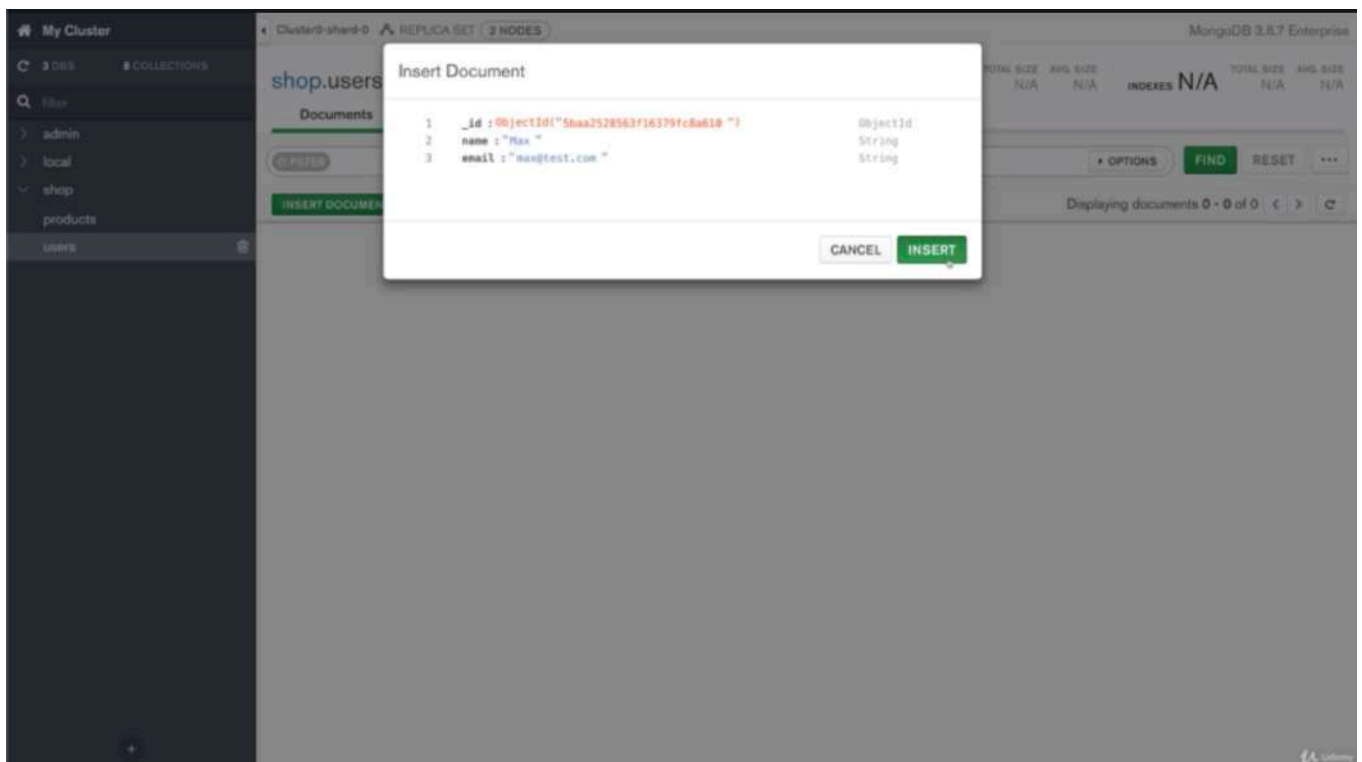 My Cluster
Cluster0-shard-0 REPLICA SET 3 NODES
MongoDB 3.6.7 Enterprise
3 DBS 8 COLLECTIONS
filter
admin
local
shop
products
users
shop.users
Documents
TOTAL SIZE AVG. SIZE
N/A N/A
INDEXES N/A
TOTAL SIZE AVG. SIZE
N/A N/A
FILTER
OPTIONS
FIND
RESET
INSERT DOCUMEN
Displaying documents 0 - 0 of 0
Insert Document
1 _id : ObjectId("5baa2528563f16379fc8a610 ") ObjectId
2 name : "Max " String
3 email : "max@test.com " String
CANCEL
INSERT
Udemy